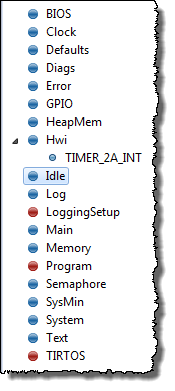 BIOS
Clock
Defaults
Diags
Error
GPIO
HeapMem
Hwi
TIMER_2A_INT
Idle
Log
LoggingSetup
Main
Memory
Program
Semaphore
SysMin
System
Text
TIRTOS